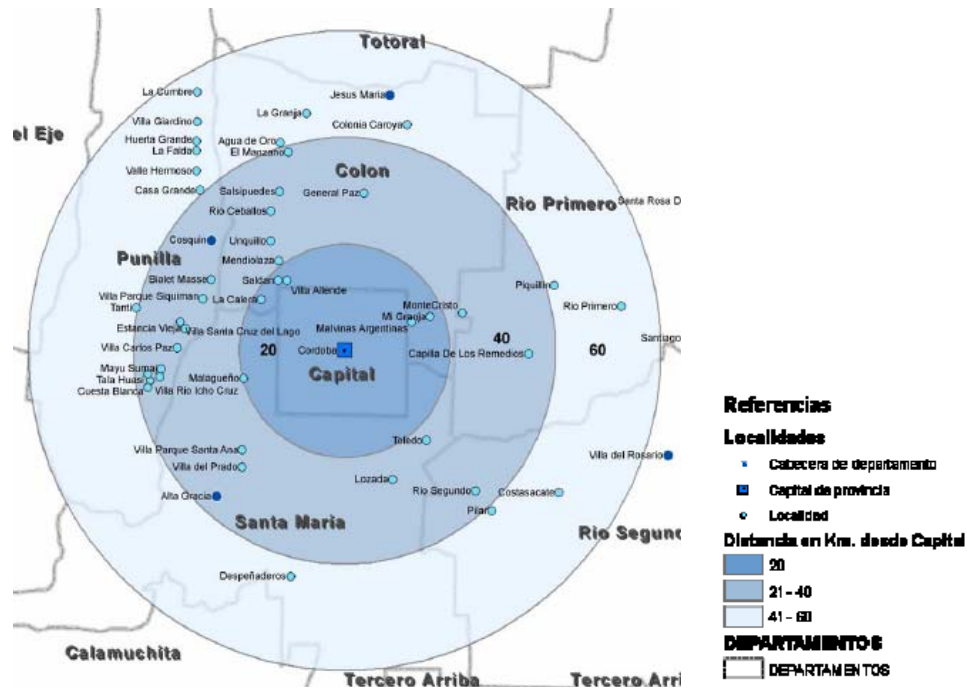 Totoral
La Cumbre
Jesus Maria
La Granja
Villa Giardino
Colonia Caroya
el Eje
Huerta Grande
Agua de Oro
La Falda
El Manzano
Valle Hermoso
Colon
Casa Grande
Salsipuedes
General Paz
Rio Primero
Santa Rosa D
Rio Ceballos
Cosquin
Unquillo
Punilla
Mendiolaza
Bialet Masse
Saldan
Villa Allende
Piquillin
Villa Parque Siquiman
La Calera
MonteCristo
Rio Primero
Tanti
Mi Granja
Estancia Vieja
Villa Santa Cruz del Lago
Malvinas Argentinas
40
Santiago
Villa Carlos Paz
20
Cordoba
Capilla De Los Remedios
60
Mayu Sumaj
Capital
Tala Huasi
Malagueño
Cuesta Blanca
Villa Rio Icho Cruz
Toledo
Villa Parque Santa Ana
Villa del Rosario
Villa del Prado
Lozada
Alta Gracia
Rio Segundo
Costasacate
Pilar
Santa Maria
Rio Segun
Despeñaderos
Calamuchita
Tercero Arriba
Tercero Arri
Referencias
Localidades
Cabecera de departamento
Capital de provincia
Localidad
Distancia en Km. desde Capital
20
21 - 40
41 - 60
DEPARTAMENTOS
DEPARTAMENTOS